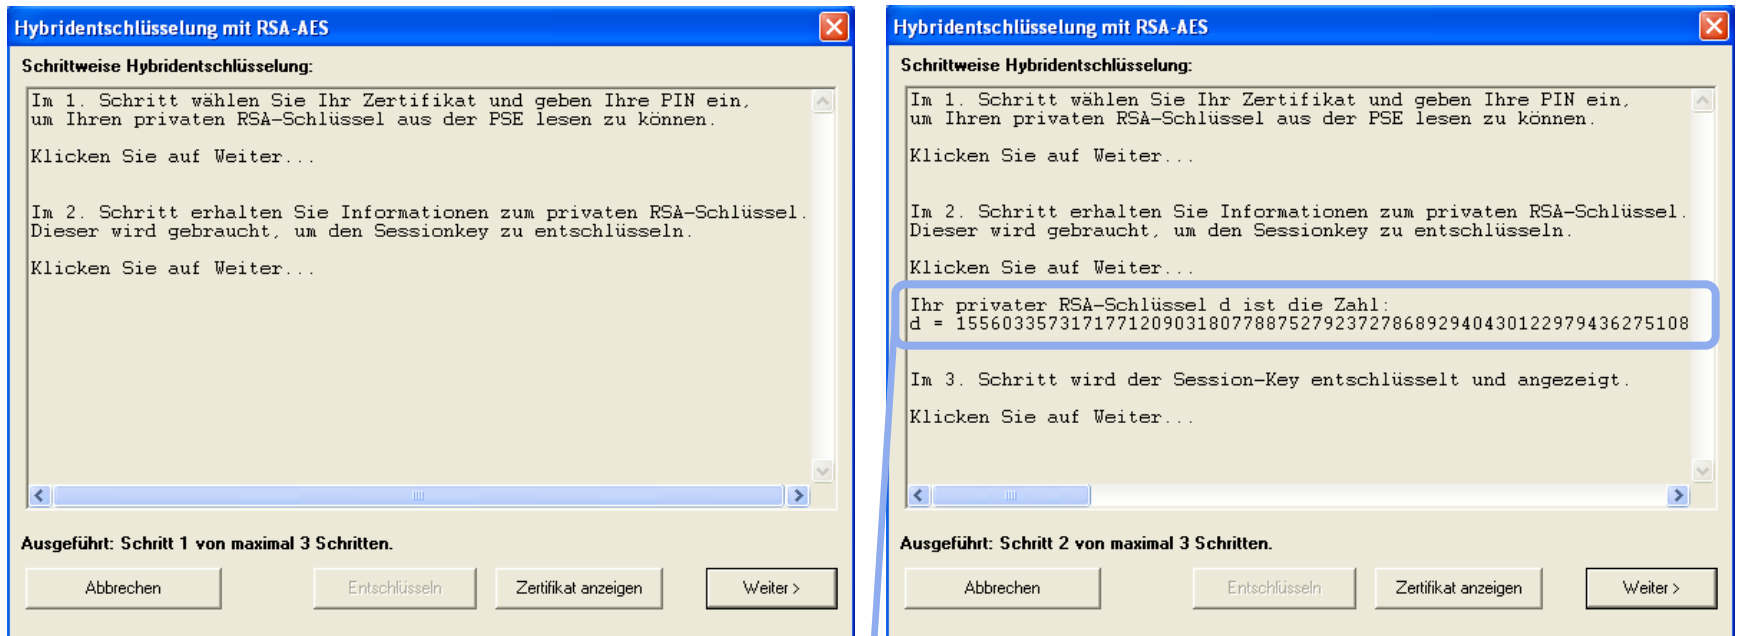 Hybridentschlüsselung mit RSA-AES
Schrittweise Hybridentschlüsselung:
Im 1. Schritt wählen Sie Ihr Zertifikat und geben Ihre PIN ein,
um Ihren privaten RSA-Schlüssel aus der PSE lesen zu können.
Klicken Sie auf Weiter...
Im 2. Schritt erhalten Sie Informationen zum privaten RSA-Schlüssel.
Dieser wird gebraucht, um den Sessionkey zu entschlüsseln.
Klicken Sie auf Weiter...
Ausgeführt: Schritt 1 von maximal 3 Schritten.
Abbrechen
Entschlüsseln
Zertifikat anzeigen
Weiter >
Hybridentschlüsselung mit RSA-AES
Schrittweise Hybridentschlüsselung:
Im 1. Schritt wählen Sie Ihr Zertifikat und geben Ihre PIN ein,
um Ihren privaten RSA-Schlüssel aus der PSE lesen zu können.
Klicken Sie auf Weiter...
Im 2. Schritt erhalten Sie Informationen zum privaten RSA-Schlüssel.
Dieser wird gebraucht, um den Sessionkey zu entschlüsseln.
Klicken Sie auf Weiter...
Ihr privater RSA-Schlüssel d ist die Zahl:
d = 1556033573171771209031807788752792372786892940430122979436275108
Im 3. Schritt wird der Session-Key entschlüsselt und angezeigt.
Klicken Sie auf Weiter...
Ausgeführt: Schritt 2 von maximal 3 Schritten.
Abbrechen
Entschlüsseln
Zertifikat anzeigen
Weiter >